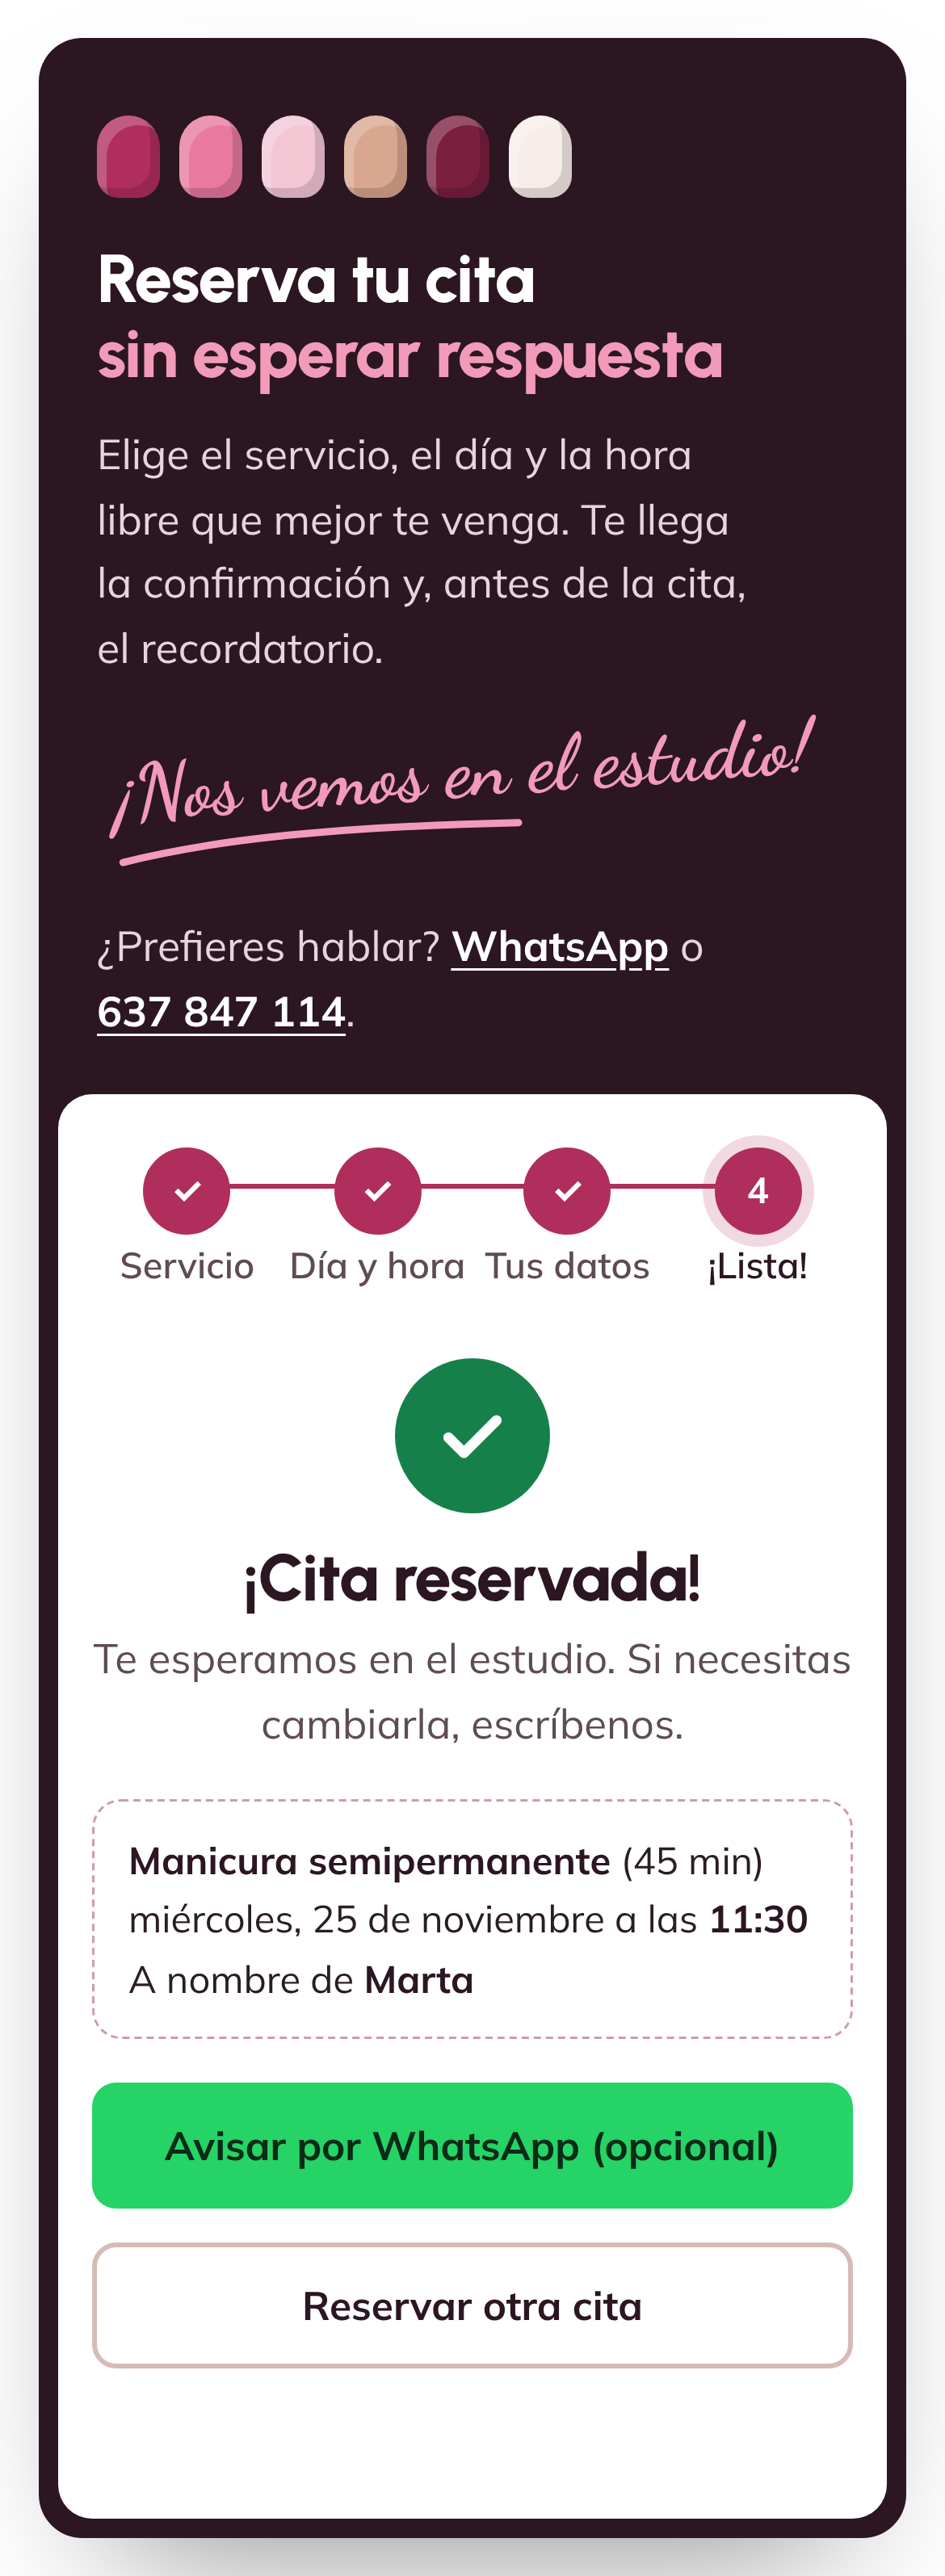 Reserva tu cita
sin esperar respuesta
Elige el servicio, el día y la hora
libre que mejor te venga. Te llega
la confirmación y, antes de la cita,
el recordatorio.
¡Nos vemos en el estudio!
¿Prefieres hablar? WhatsApp o
637 847 114.
4
Servicio Día y hora Tus datos ¡Lista!
¡Cita reservada!
Te esperamos en el estudio. Si necesitas
cambiarla, escríbenos.
Manicura semipermanente (45 min)
miércoles, 25 de noviembre a las 11:30
A nombre de Marta
Avisar por WhatsApp (opcional)
Reservar otra cita